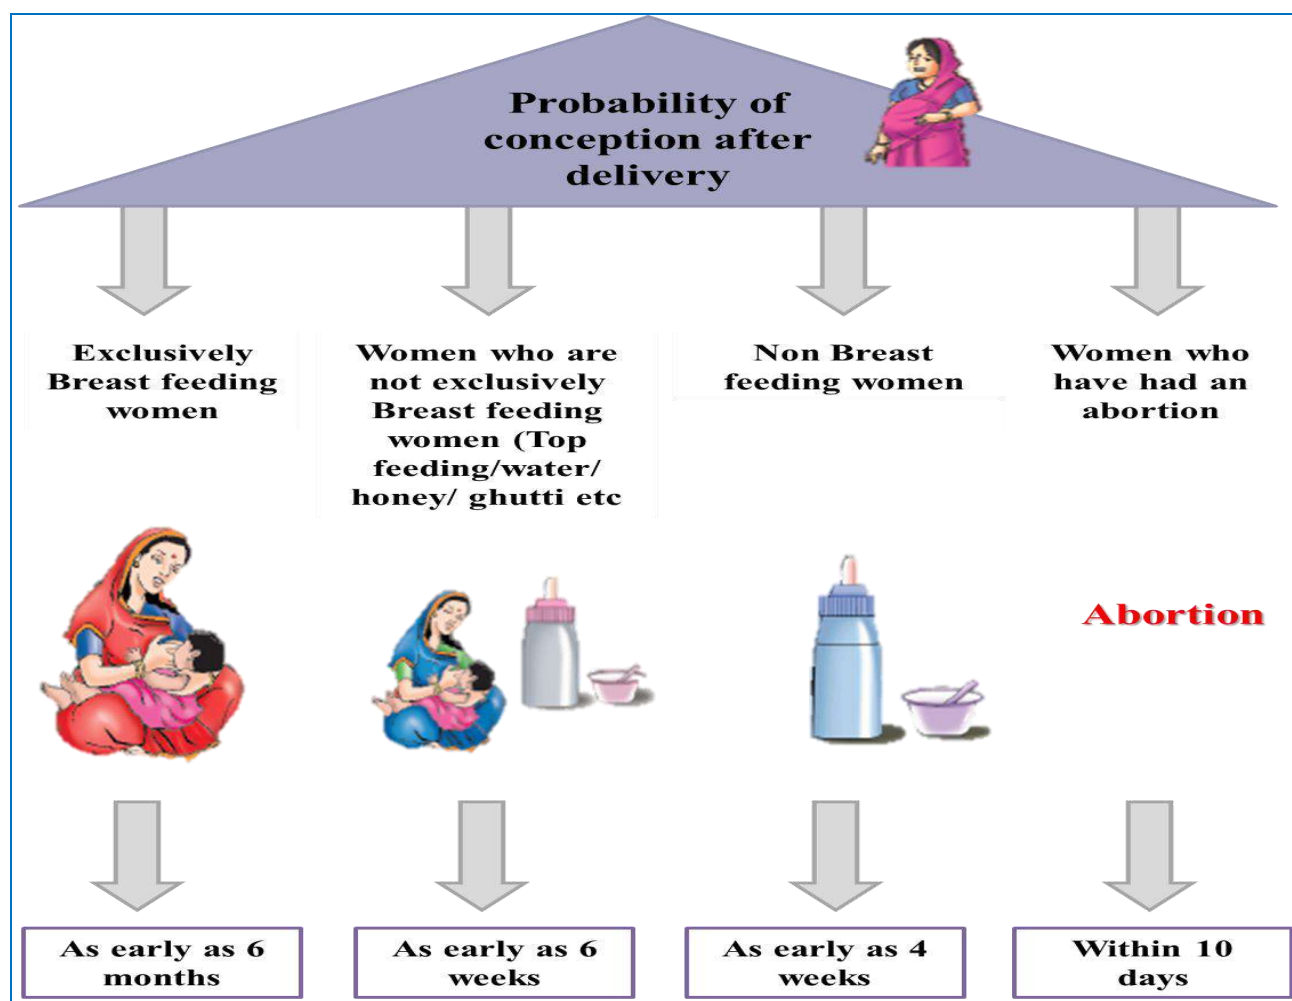 Probability of
conception after
delivery
Exclusively
Breast feeding
women
Women who are
not exclusively
Breast feeding
women (Top
feeding/water/
honey/ ghutti etc
Non Breast
feeding women
Women who
have had an
abortion
Abortion
As early as 6
months
As early as 6
weeks
As early as 4
weeks
Within 10
days